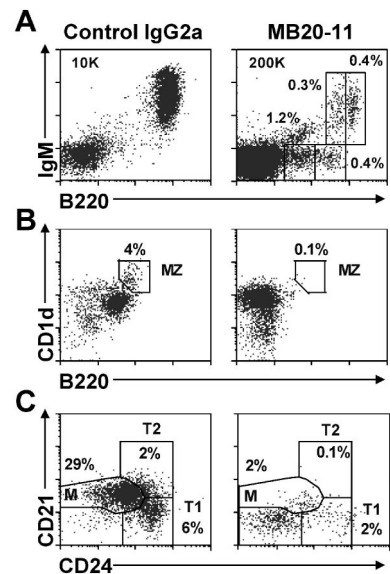 A Control IgG2a MB20-11
10K 200K 0.4%
0.3%
1.2%
0.4%
IgM
B220
B
4% 0.1%
MZ MZ
CD1d
B220
C
T2 T2
29% 2% 2% 0.1%
M M
T1 T1
6% 2%
CD21
CD24